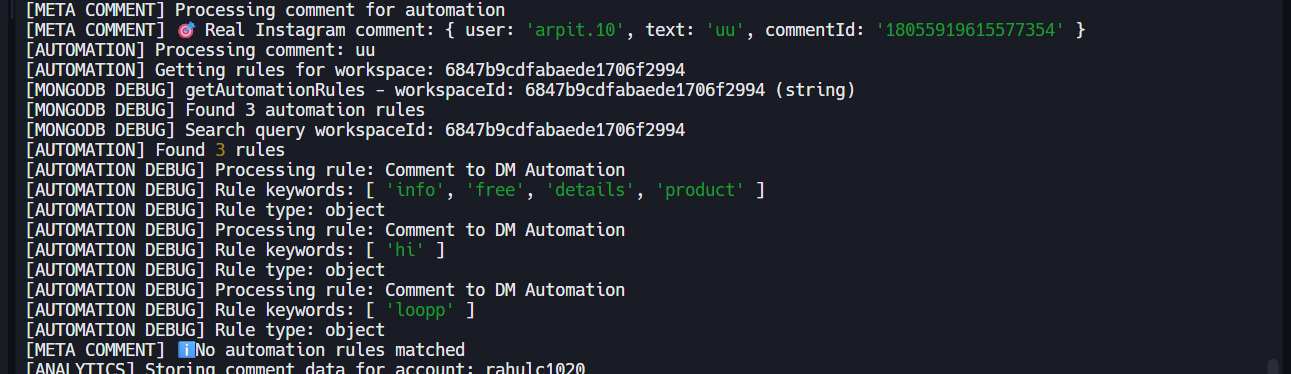 [META COMMENT] Processing comment for automation
[META COMMENT] 🎯 Real Instagram comment: { user: 'arpit.10', text: 'uu', commentId: '18055919615577354' }
[AUTOMATION] Processing comment: uu
[AUTOMATION] Getting rules for workspace: 6847b9cdfabaede1706f2994
[MONGODB DEBUG] getAutomationRules - workspaceId: 6847b9cdfabaede1706f2994 (string)
[MONGODB DEBUG] Found 3 automation rules
[MONGODB DEBUG] Search query workspaceId: 6847b9cdfabaede1706f2994
[AUTOMATION] Found 3 rules
[AUTOMATION DEBUG] Processing rule: Comment to DM Automation
[AUTOMATION DEBUG] Rule keywords: [ 'info', 'free', 'details', 'product' ]
[AUTOMATION DEBUG] Rule type: object
[AUTOMATION DEBUG] Processing rule: Comment to DM Automation
[AUTOMATION DEBUG] Rule keywords: [ 'hi' ]
[AUTOMATION DEBUG] Rule type: object
[AUTOMATION DEBUG] Processing rule: Comment to DM Automation
[AUTOMATION DEBUG] Rule keywords: [ 'loopp' ]
[AUTOMATION DEBUG] Rule type: object
[META COMMENT] ℹ️No automation rules matched
[ANALYTICS] Storing comment data for account: rahulc1020